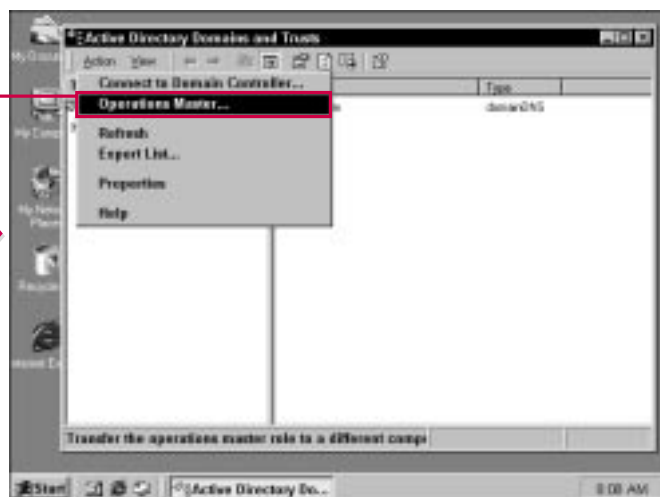 Active Directory Domains and Trusts
Action View
Connect to Domain Controller...
Operations Master...
Type
domainDNS
Refresh
Export List...
Properties
Help
Transfer the operations master role to a different comp
Start
Active Directory Do...
8:08 AM